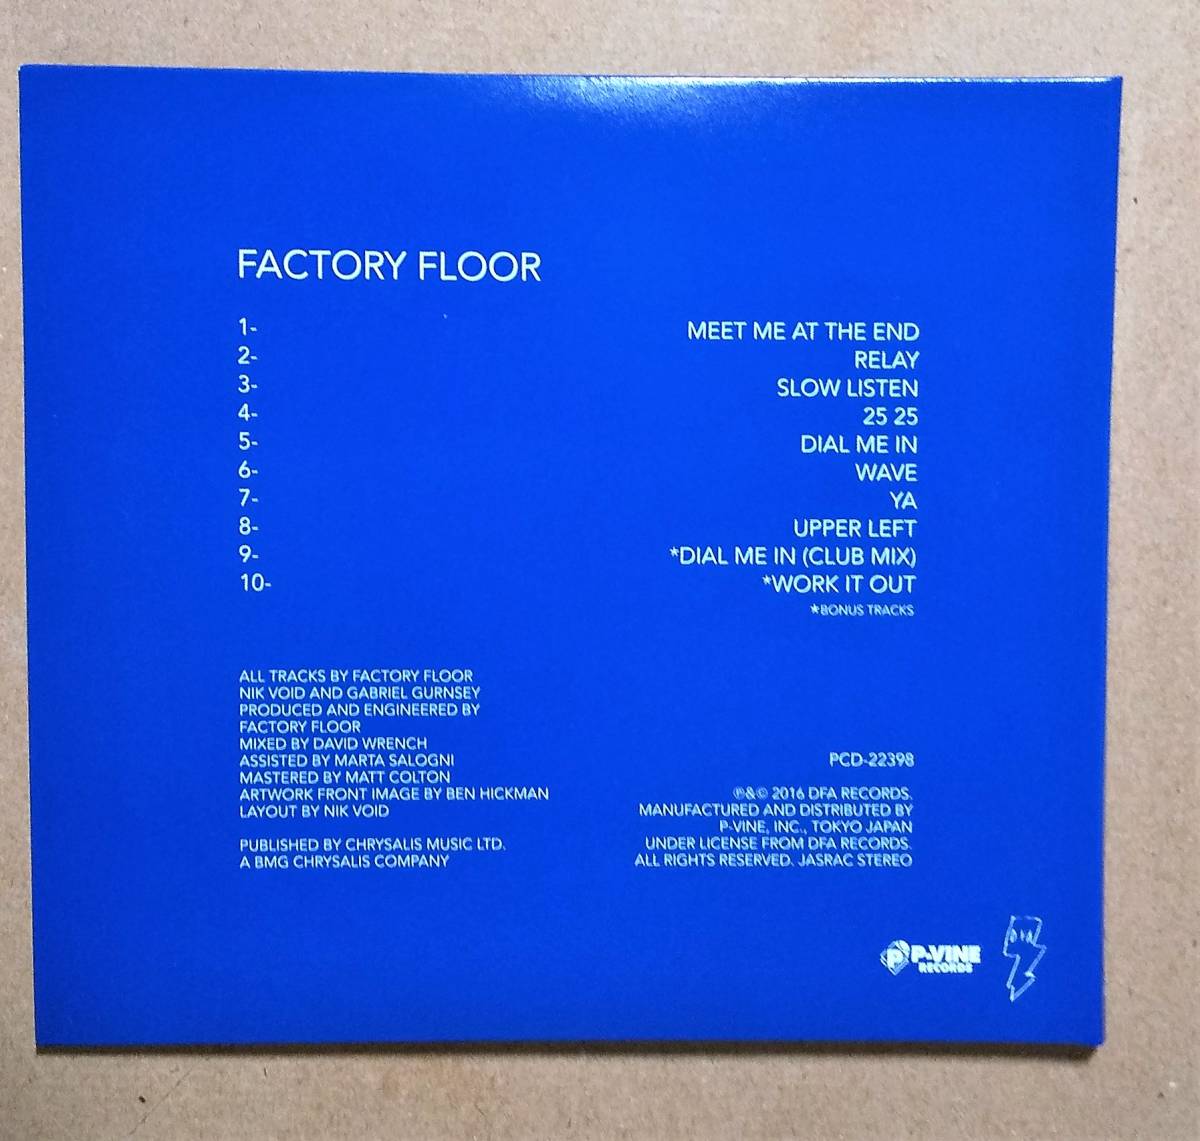 FACTORY FLOOR
1- MEET ME AT THE END
2- RELAY
3- SLOW LISTEN
4- 25 25
5- DIAL ME IN
6- WAVE
7- YA
8- UPPER LEFT
9- *DIAL ME IN (CLUB MIX)
10- *WORK IT OUT
*BONUS TRACKS
ALL TRACKS BY FACTORY FLOOR
NIK VOID AND GABRIEL GURNSEY
PRODUCED AND ENGINEERED BY
FACTORY FLOOR
MIXED BY DAVID WRENCH
ASSISTED BY MARTA SALOGNI
MASTERED BY MATT COLTON
ARTWORK FRONT IMAGE BY BEN HICKMAN
LAYOUT BY NIK VOID
PUBLISHED BY CHRYSALIS MUSIC LTD.
A BMG CHRYSALIS COMPANY
PCD-22398
℗&© 2016 DFA RECORDS.
MANUFACTURED AND DISTRIBUTED BY
P-VINE, INC., TOKYO JAPAN
UNDER LICENSE FROM DFA RECORDS.
ALL RIGHTS RESERVED. JASRAC STEREO
P P-VINE
RECORDS
DFA